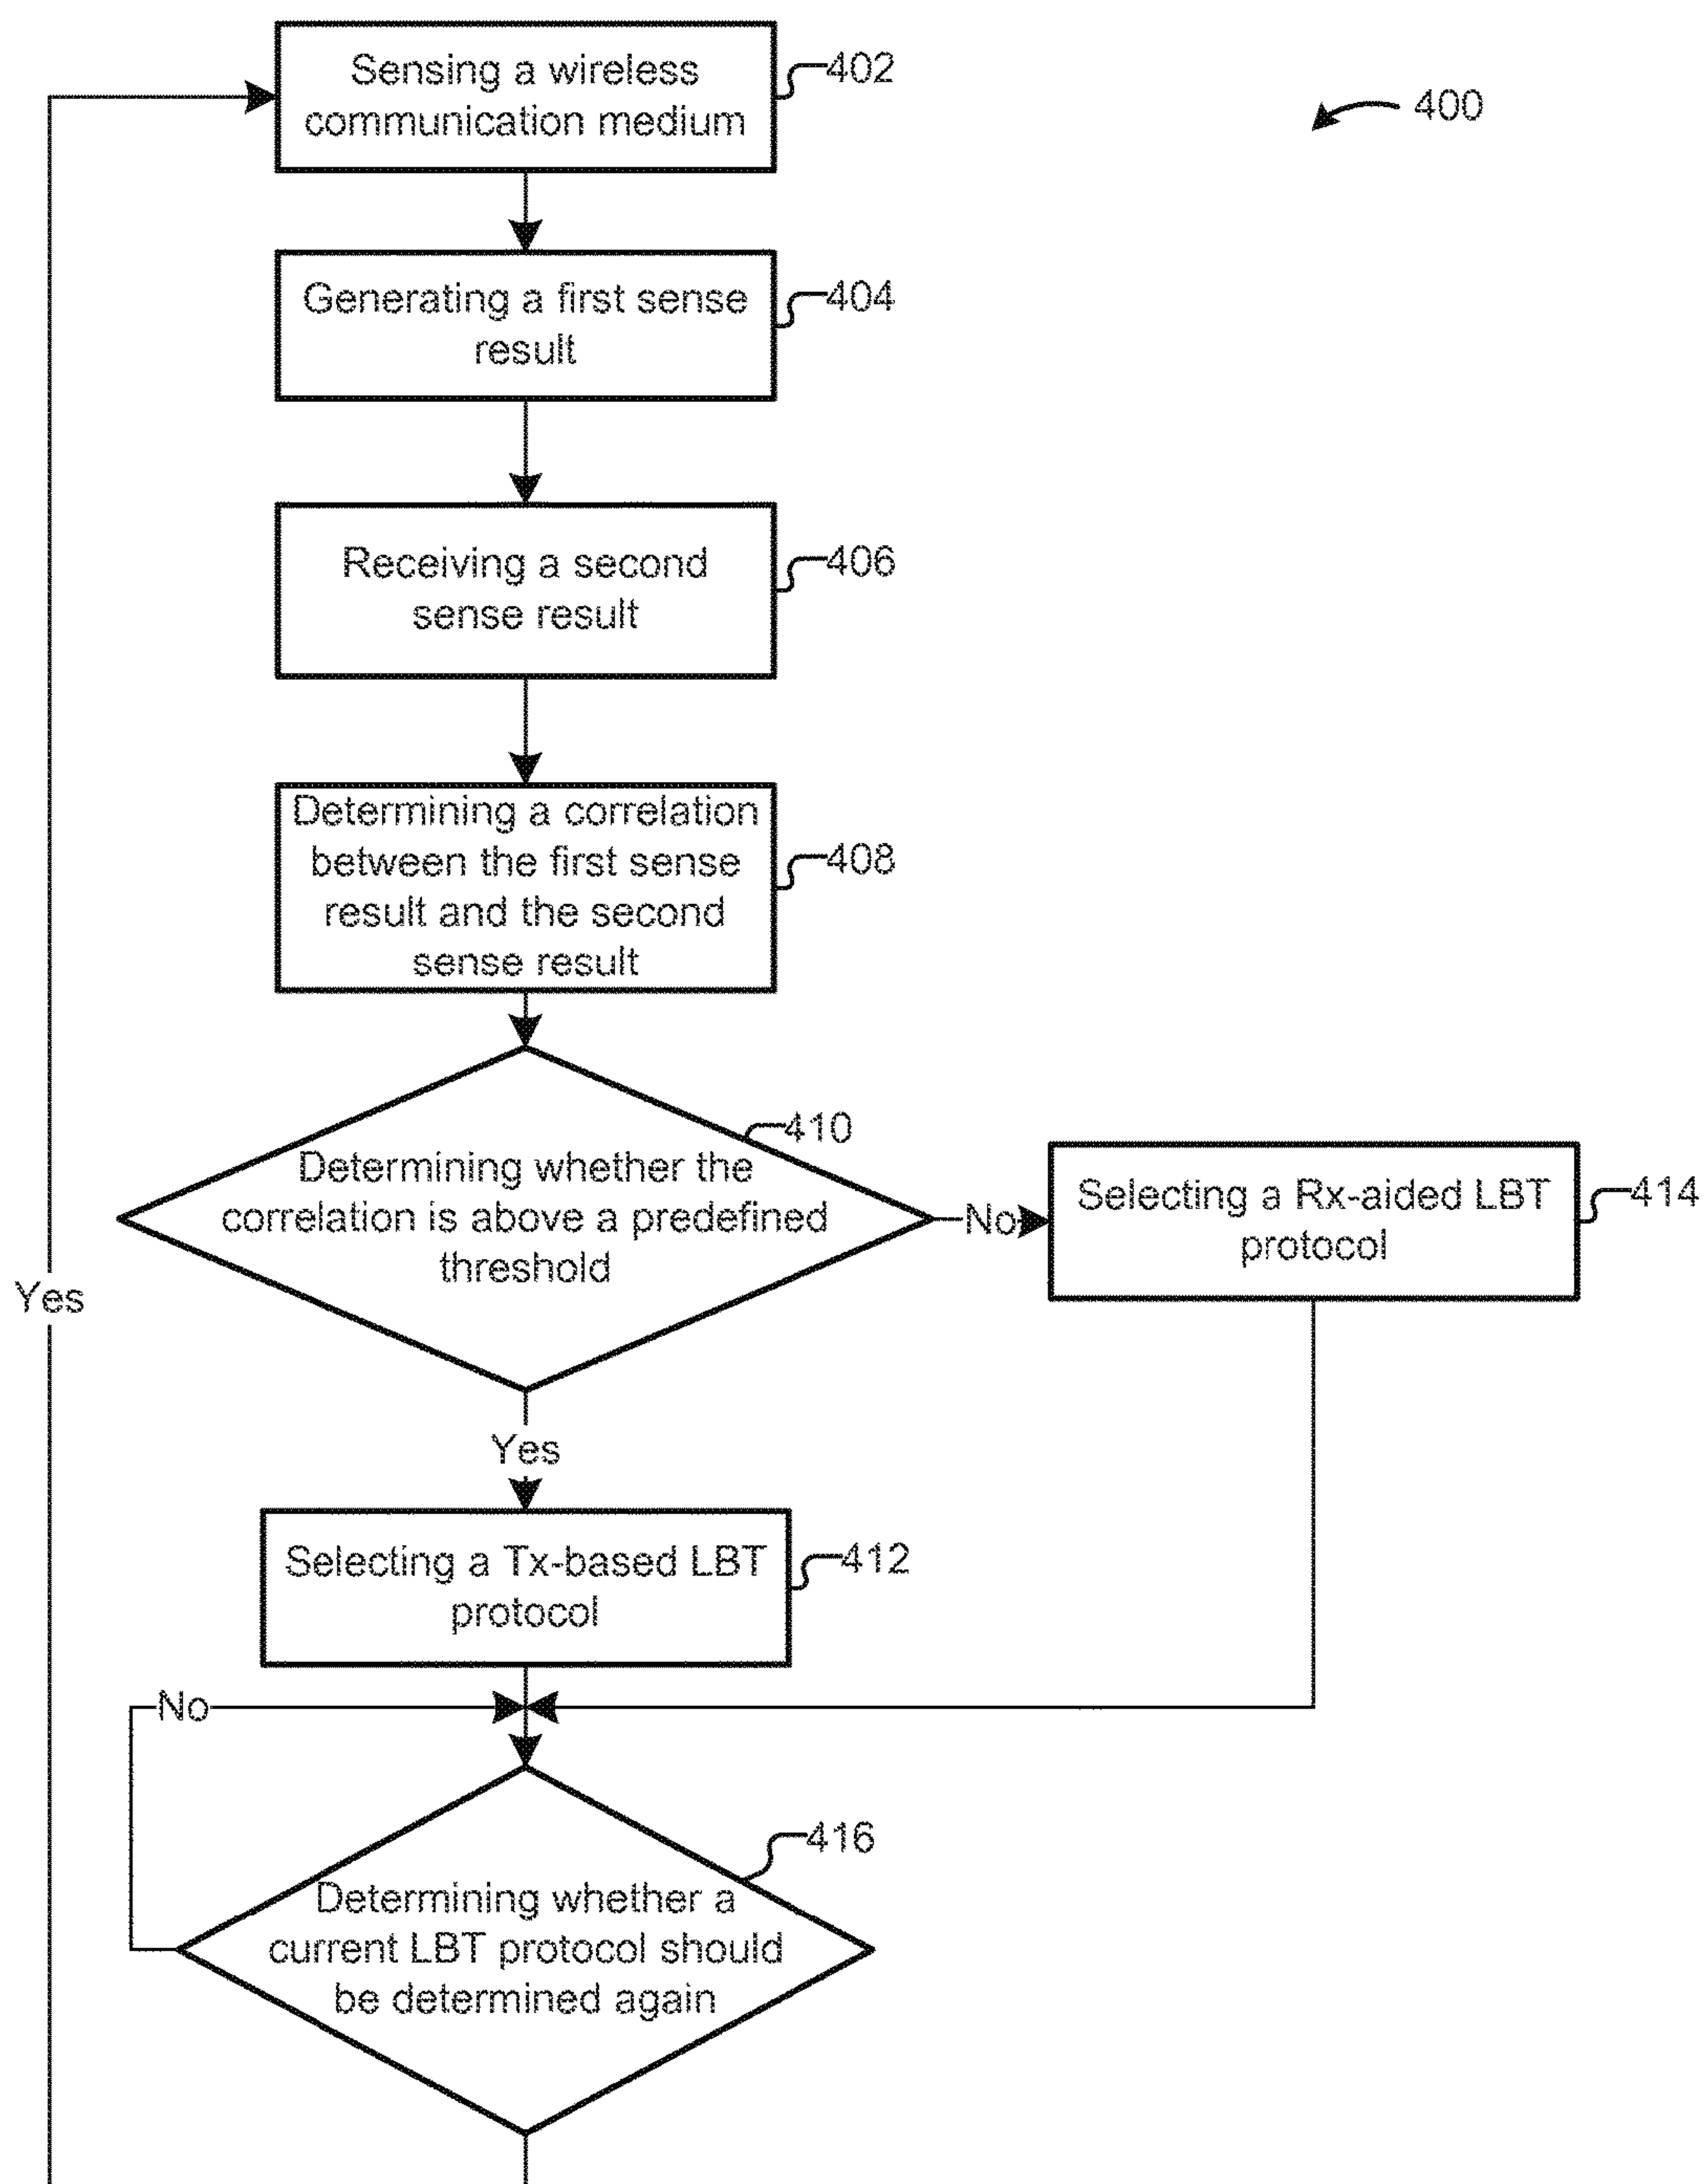 Sensing a wireless
communication medium
402
400
Generating a first sense
result
404
Receiving a second
sense result
406
Determining a correlation
between the first sense
result and the second
sense result
408
410
Determining whether the
correlation is above a predefined
threshold
No
Selecting a Rx-aided LBT
protocol
414
Yes
Yes
Selecting a Tx-based LBT
protocol
412
No
416
Determining whether a
current LBT protocol should
be determined again